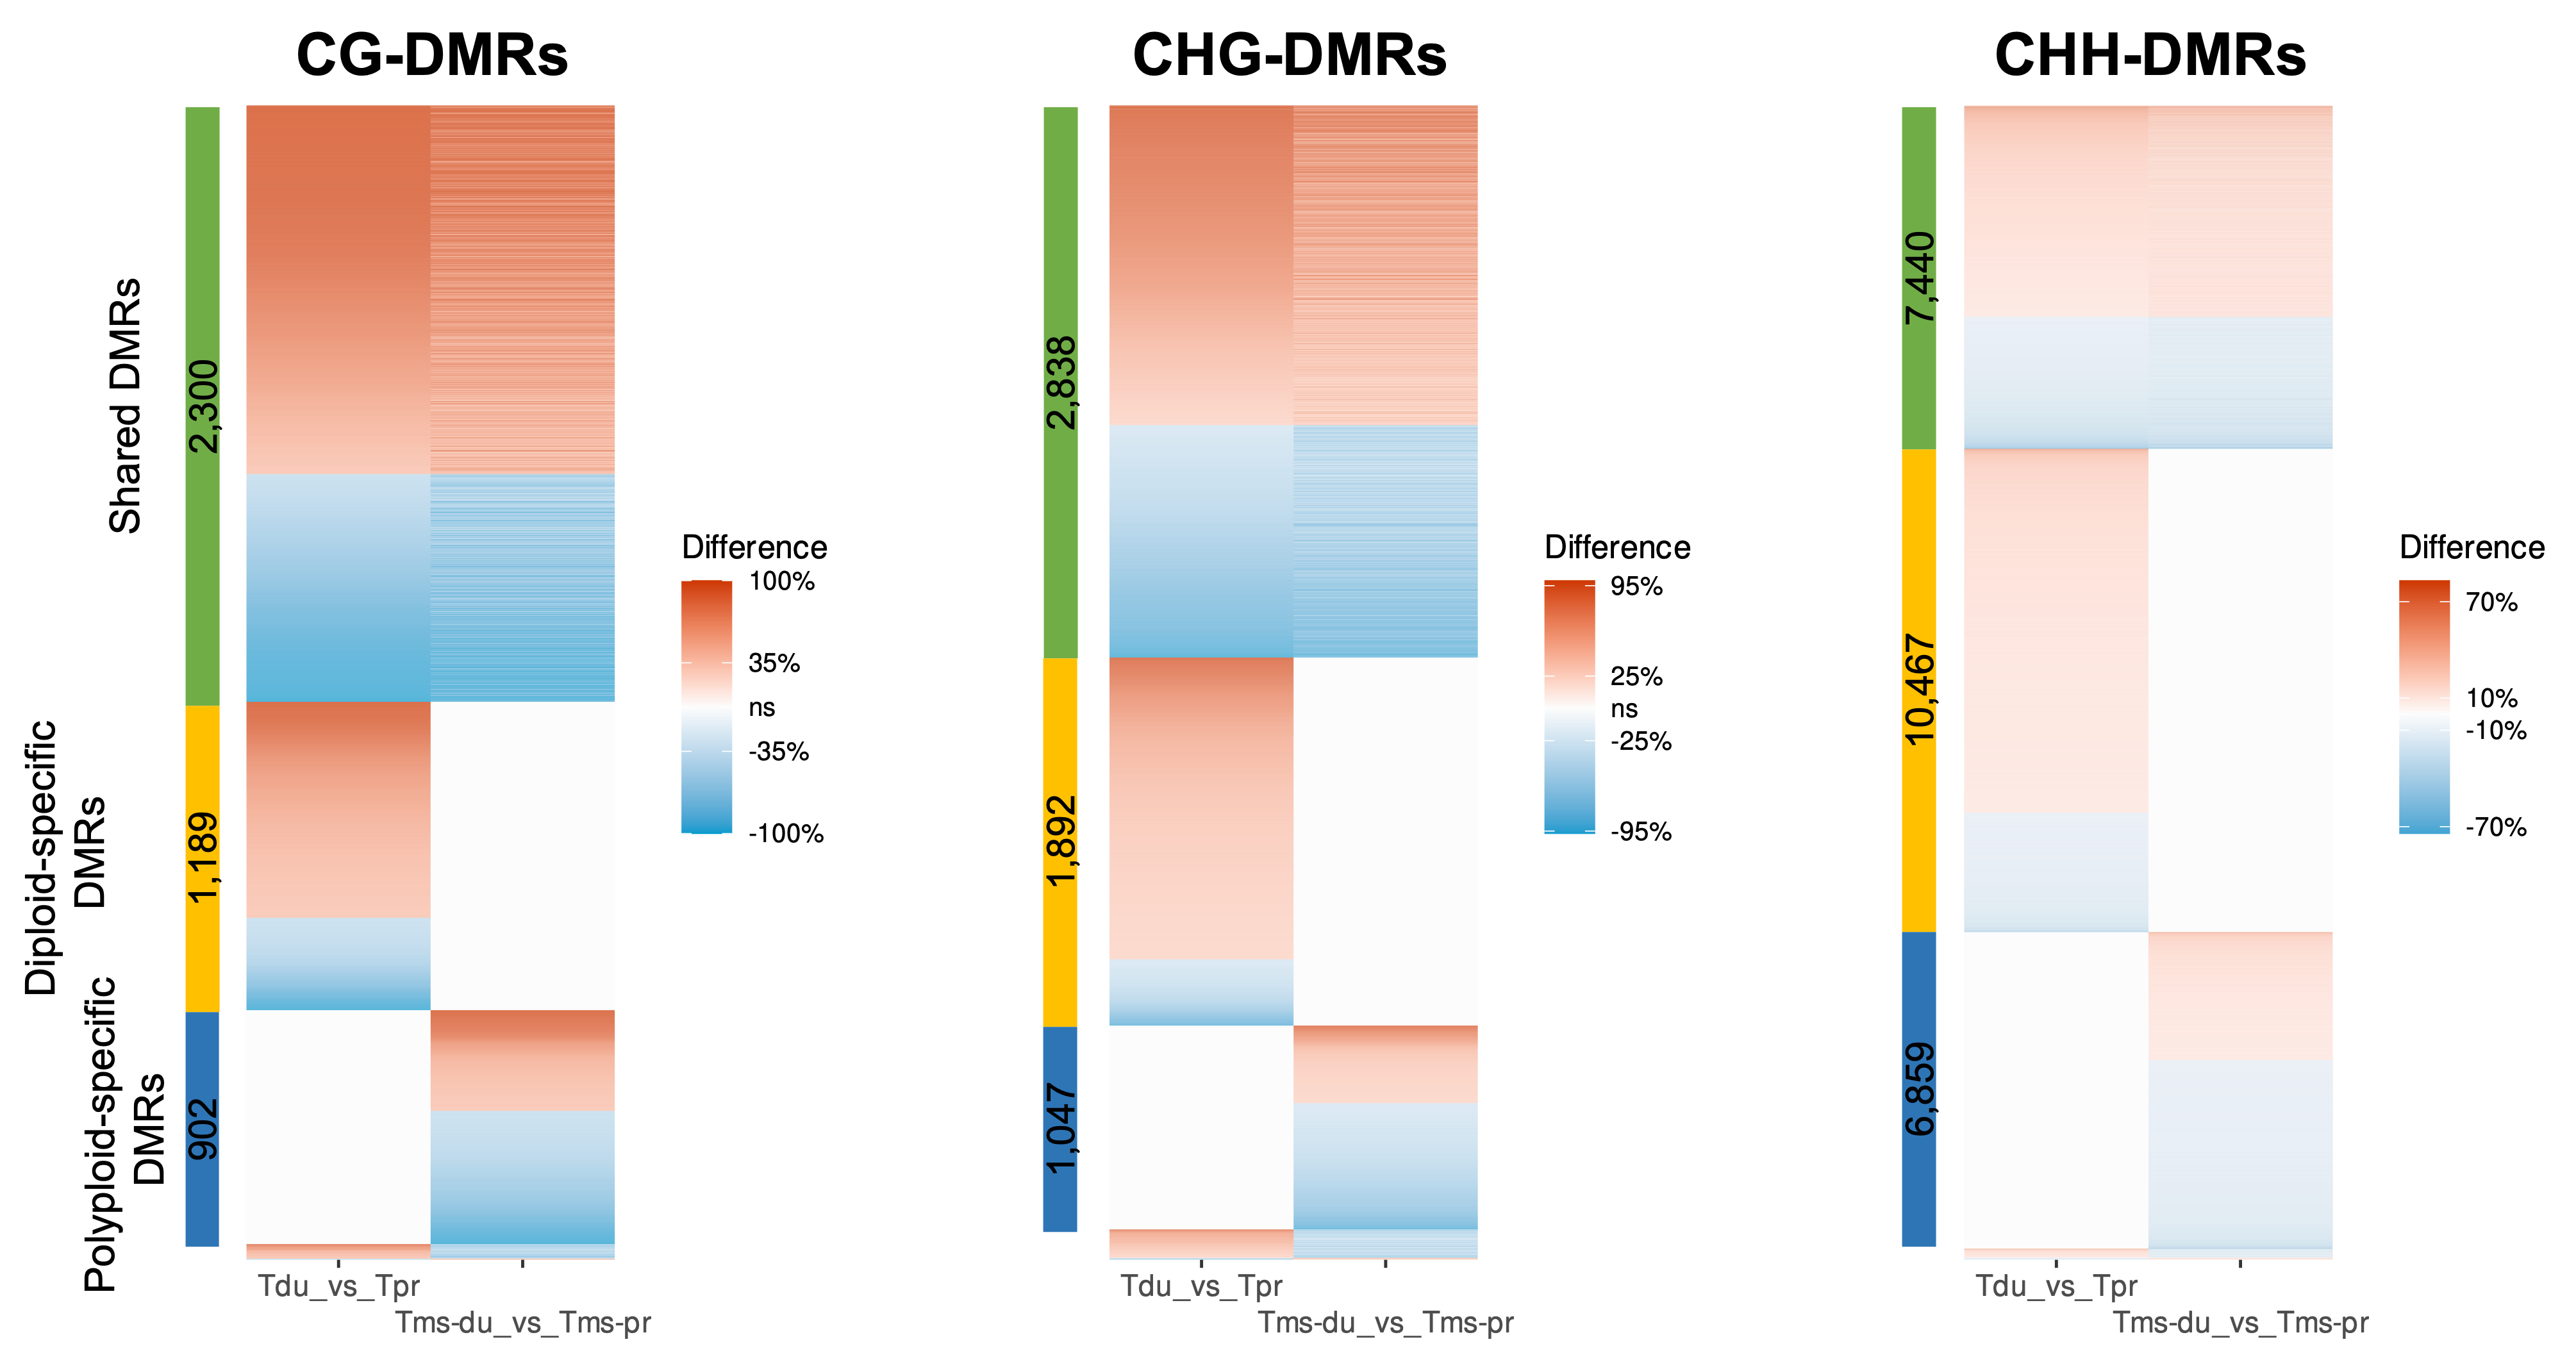 CG-DMRs
CHG-DMRs
CHH-DMRs
Shared DMRs
Diploid-specific
DMRs
Polyploid-specific
DMRs
2,300
1,189
902
Difference
100%
35%
ns
-35%
-100%
Tdu_vs_Tpr
Tms-du_vs_Tms-pr
2,838
1,892
1,047
Difference
95%
25%
ns
-25%
-95%
Tdu_vs_Tpr
Tms-du_vs_Tms-pr
7,440
10,467
6,859
Difference
70%
10%
-10%
-70%
Tdu_vs_Tpr
Tms-du_vs_Tms-pr